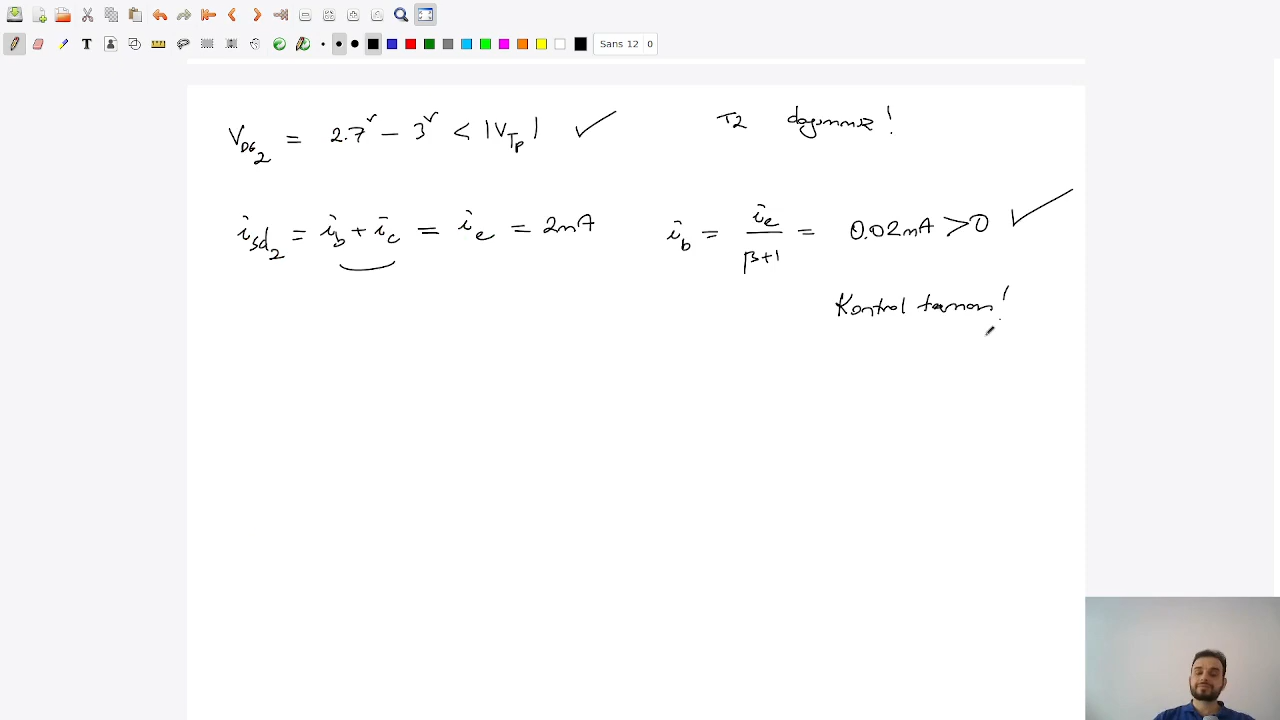 Sans 12 0
V_DG2 = 2.7^v - 3^v < |V_Tp| ✓ T2 doğrumuz!
i_sd2 = i_b + i_c = i_e = 2mA i_b = i_e / β+1 = 0.02mA > 0 ✓
Kontrol tamam!